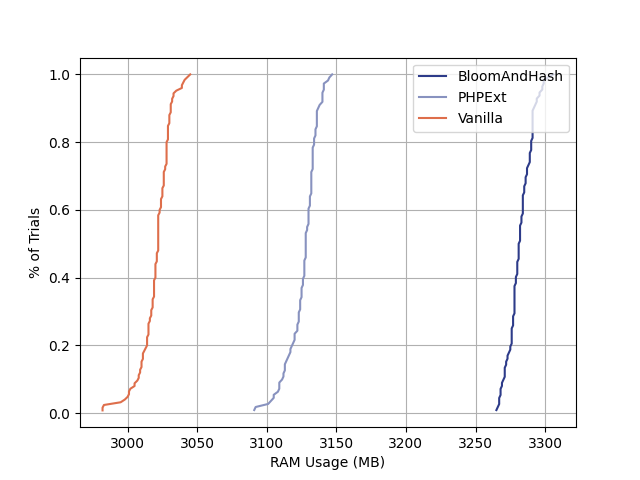 1.0
0.8
0.6
0.4
0.2
0.0
% of Trials
BloomAndHash
PHPExt
Vanilla
3000 3050 3100 3150 3200 3250 3300
RAM Usage (MB)